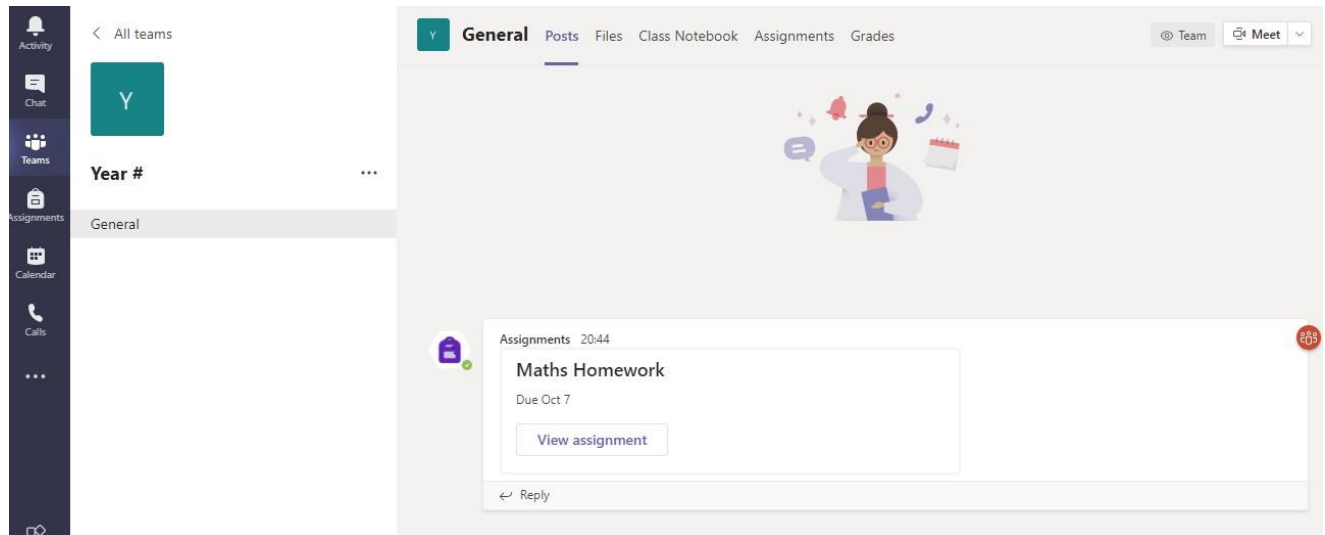 Activity
Chat
Teams
Assignments
Calendar
Calls
All teams
Y
Year #
General
Y General Posts Files Class Notebook Assignments Grades Team Meet
Assignments 20:44
Maths Homework
Due Oct 7
View assignment
Reply